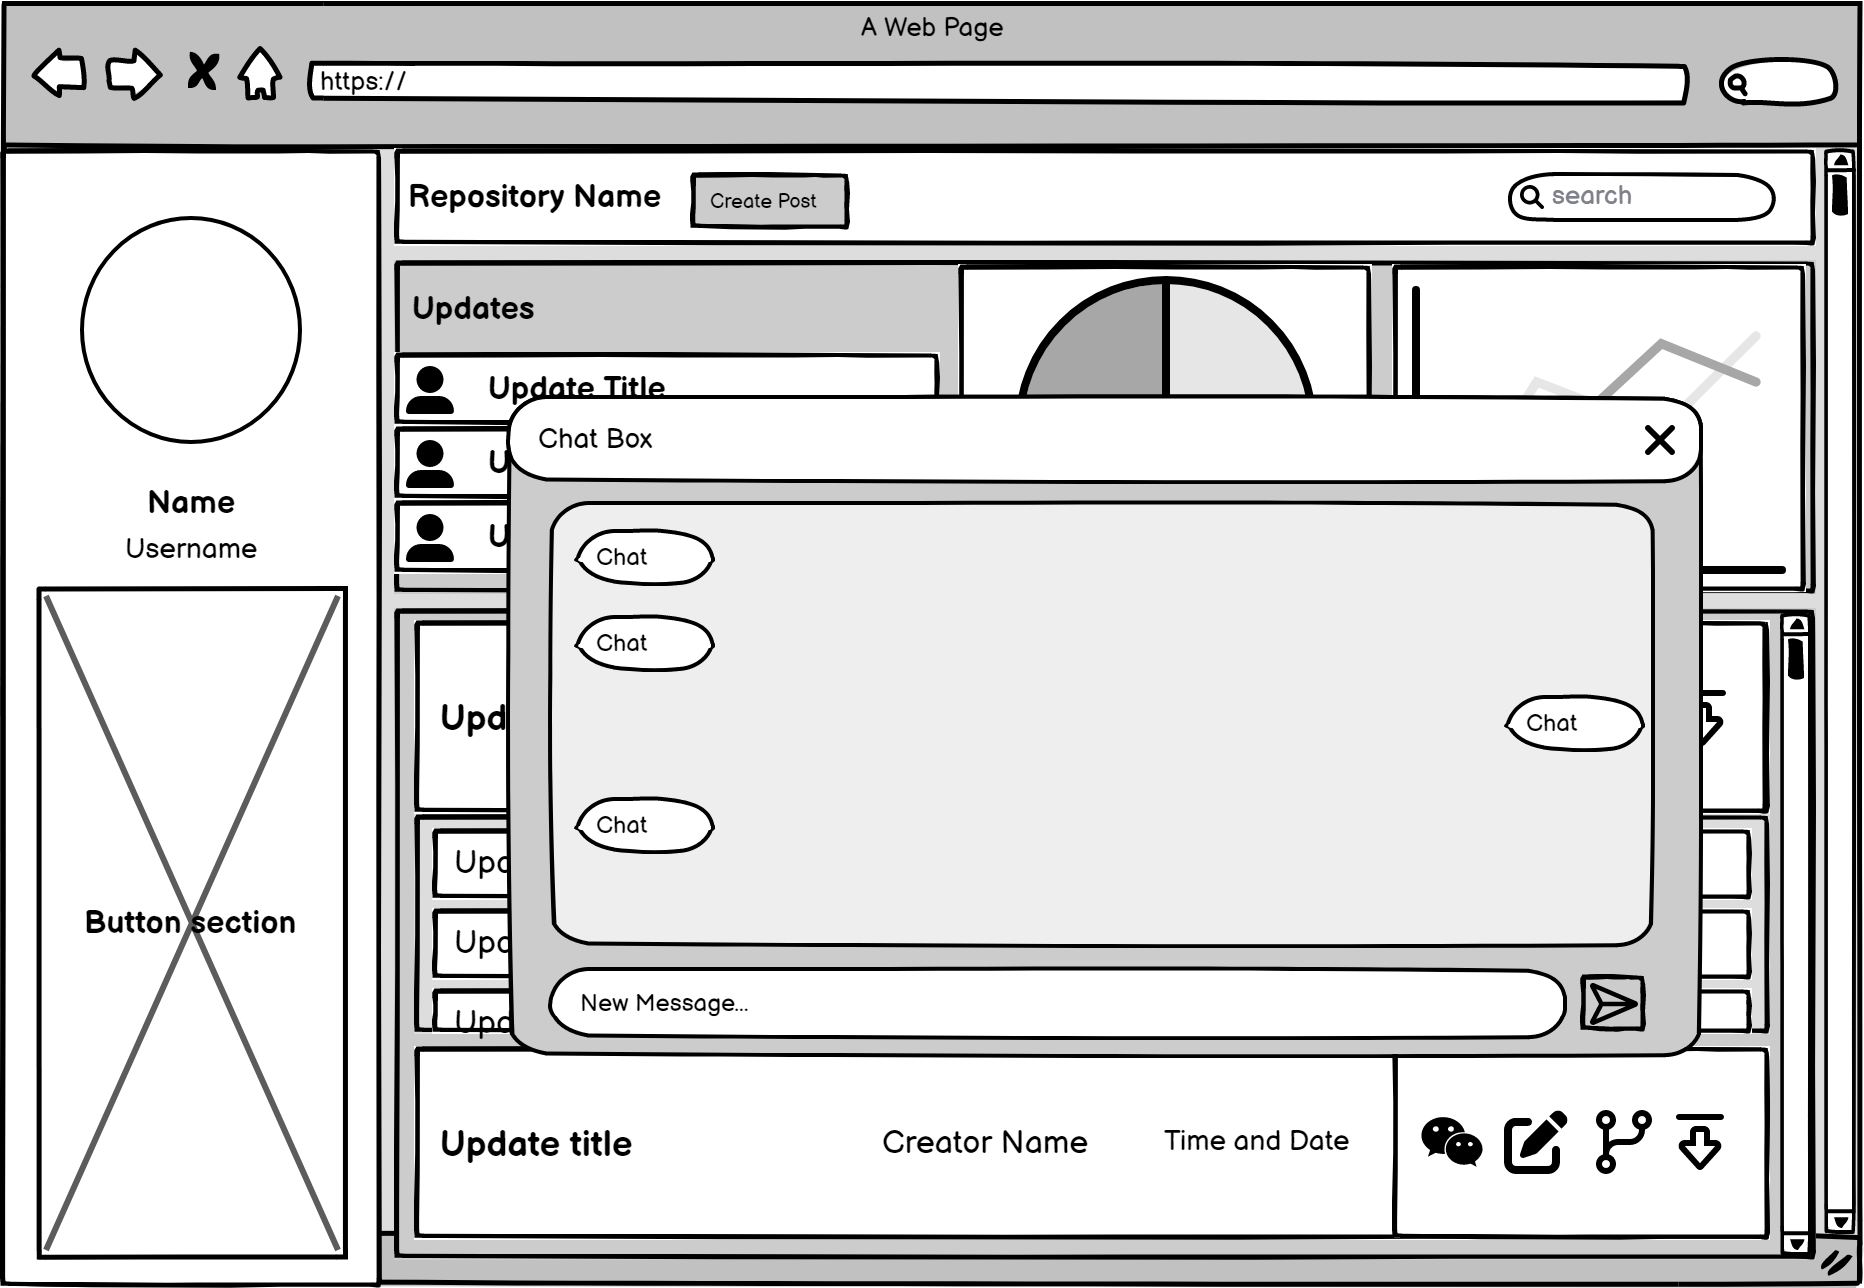 A Web Page
https://
Repository Name
Create Post
search
Updates
Update Title
U
U
Name
Username
Button section
Chat Box
Chat
Chat
Chat
Chat
New Message...
Upd
Upd
Upd
Upd
Update title
Creator Name
Time and Date